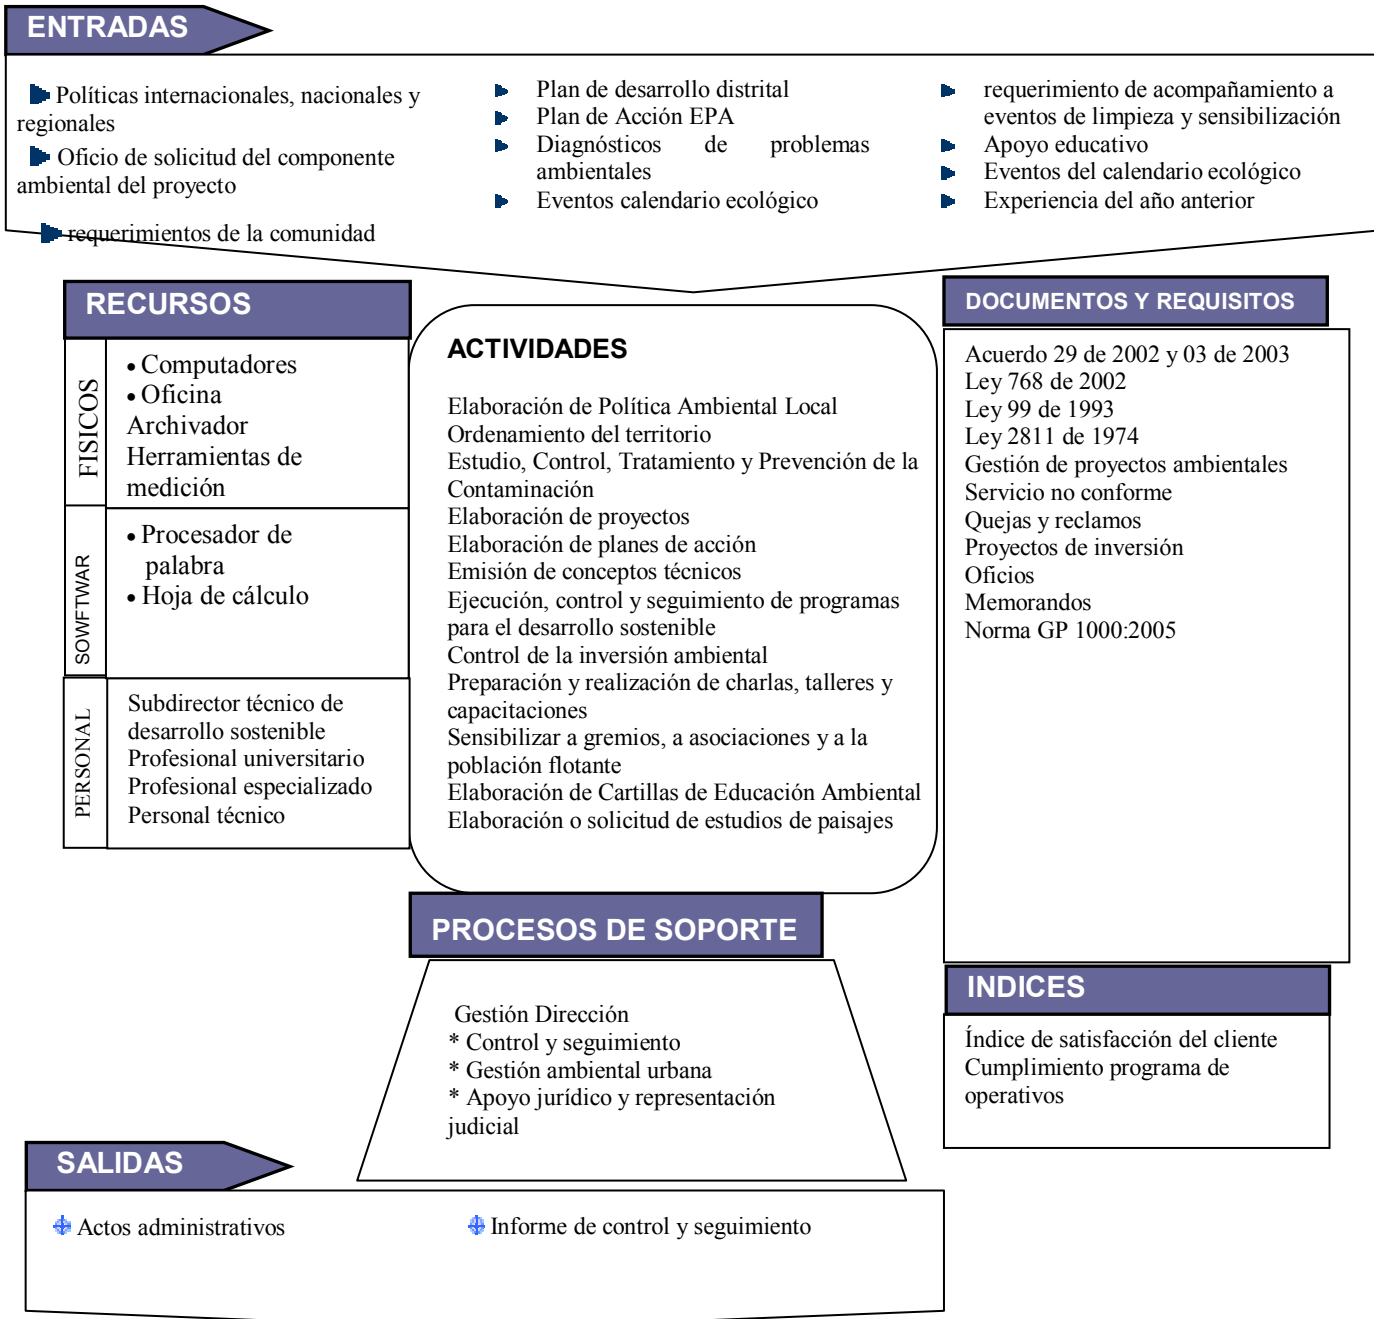 ENTRADAS
Políticas internacionales, nacionales y
regionales
Oficio de solicitud del componente
ambiental del proyecto
requerimientos de la comunidad
Plan de desarrollo distrital
Plan de Acción EPA
Diagnósticos de problemas
ambientales
Eventos calendario ecológico
requerimiento de acompañamiento a
eventos de limpieza y sensibilización
Apoyo educativo
Eventos del calendario ecológico
Experiencia del año anterior
RECURSOS
FISICOS
• Computadores
• Oficina
Archivador
Herramientas de
medición
SOWFTWAR
• Procesador de
palabra
• Hoja de cálculo
PERSONAL
Subdirector técnico de
desarrollo sostenible
Profesional universitario
Profesional especializado
Personal técnico
ACTIVIDADES
Elaboración de Política Ambiental Local
Ordenamiento del territorio
Estudio, Control, Tratamiento y Prevención de la
Contaminación
Elaboración de proyectos
Elaboración de planes de acción
Emisión de conceptos técnicos
Ejecución, control y seguimiento de programas
para el desarrollo sostenible
Control de la inversión ambiental
Preparación y realización de charlas, talleres y
capacitaciones
Sensibilizar a gremios, a asociaciones y a la
población flotante
Elaboración de Cartillas de Educación Ambiental
Elaboración o solicitud de estudios de paisajes
DOCUMENTOS Y REQUISITOS
Acuerdo 29 de 2002 y 03 de 2003
Ley 768 de 2002
Ley 99 de 1993
Ley 2811 de 1974
Gestión de proyectos ambientales
Servicio no conforme
Quejas y reclamos
Proyectos de inversión
Oficios
Memorandos
Norma GP 1000:2005
PROCESOS DE SOPORTE
Gestión Dirección
* Control y seguimiento
* Gestión ambiental urbana
* Apoyo jurídico y representación
judicial
INDICES
Índice de satisfacción del cliente
Cumplimiento programa de
operativos
SALIDAS
Actos administrativos
Informe de control y seguimiento